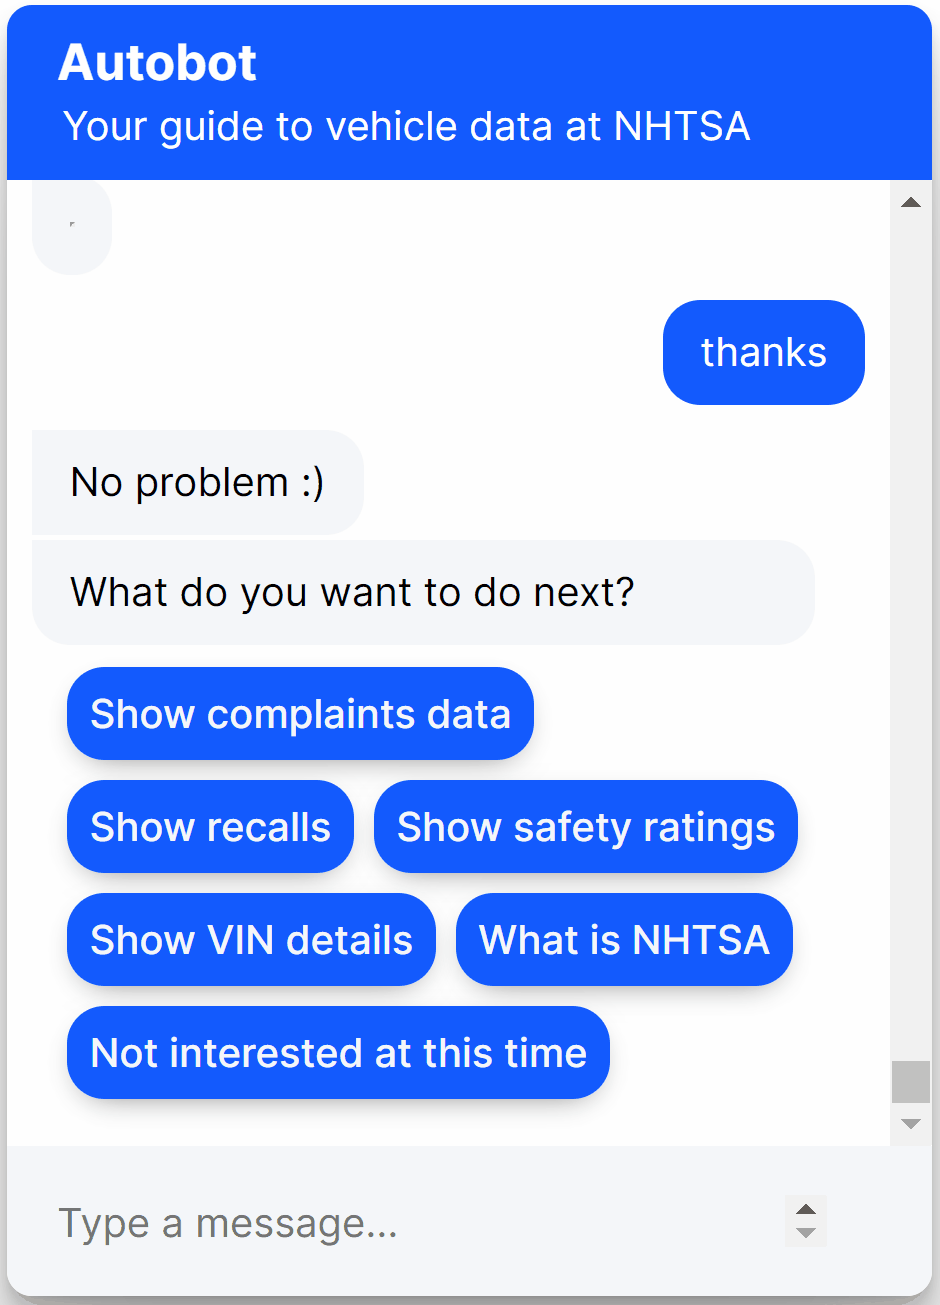 Autobot
Your guide to vehicle data at NHTSA
thanks
No problem :)
What do you want to do next?
Show complaints data
Show recalls
Show safety ratings
Show VIN details
What is NHTSA
Not interested at this time
Type a message...